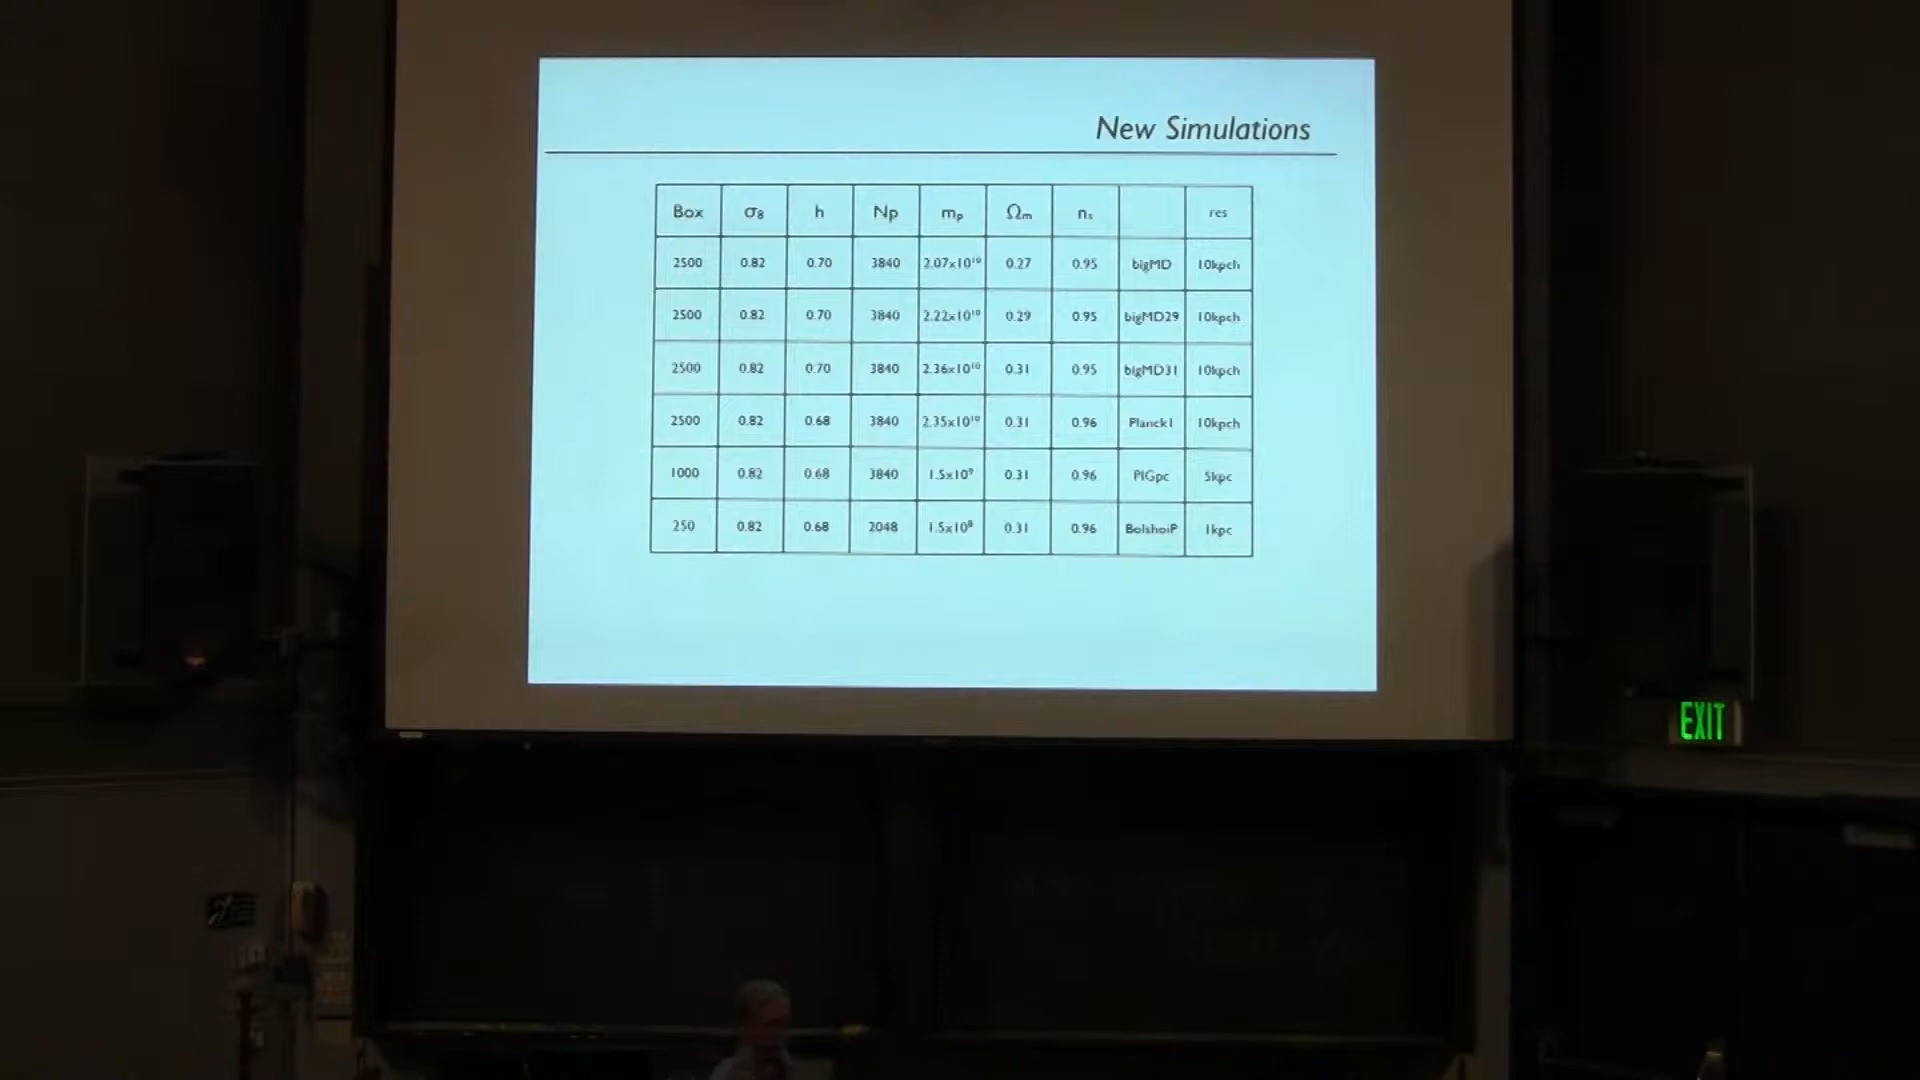 New Simulations
Box σ8 h Np mp Ωm ns res
2500 0.82 0.70 3840 2.07x10¹⁰ 0.27 0.95 bigMD 10kpch
2500 0.82 0.70 3840 2.22x10¹⁰ 0.29 0.95 bigMD29 10kpch
2500 0.82 0.70 3840 2.36x10¹⁰ 0.31 0.95 bigMD31 10kpch
2500 0.82 0.68 3840 2.35x10¹⁰ 0.31 0.96 Planck1 10kpch
1000 0.82 0.68 3840 1.5x10⁹ 0.31 0.96 PlGpc 5kpc
250 0.82 0.68 2048 1.5x10⁸ 0.31 0.96 BolshoiP 1kpc
EXIT